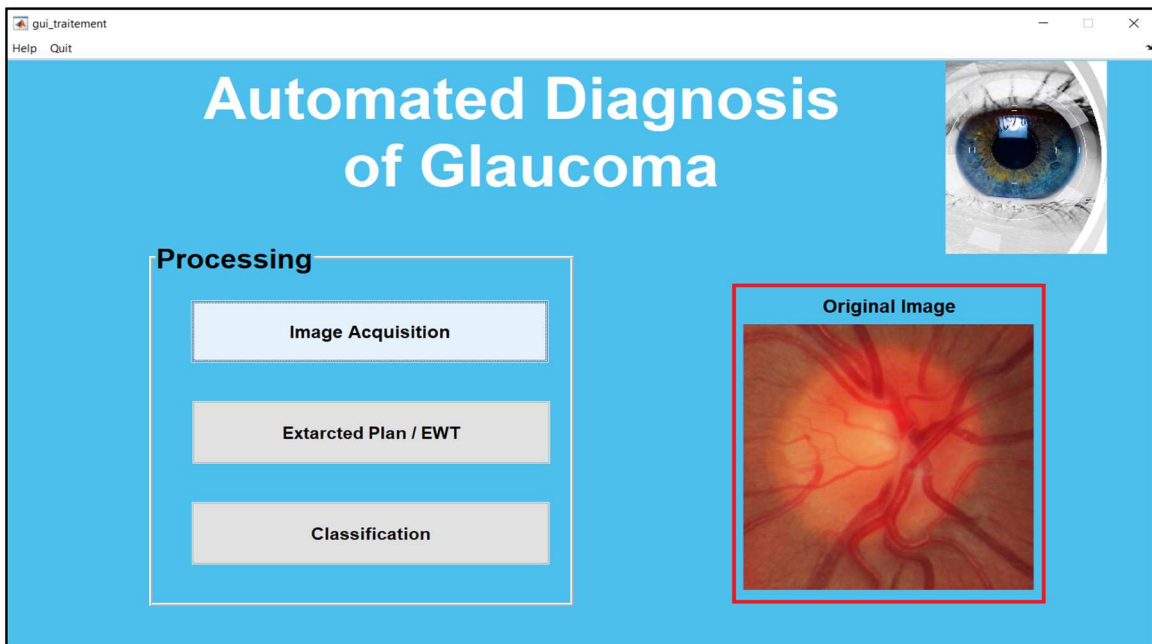 gui_traitement
Help Quit
Automated Diagnosis
of Glaucoma
Processing
Image Acquisition
Extarcted Plan / EWT
Classification
Original Image